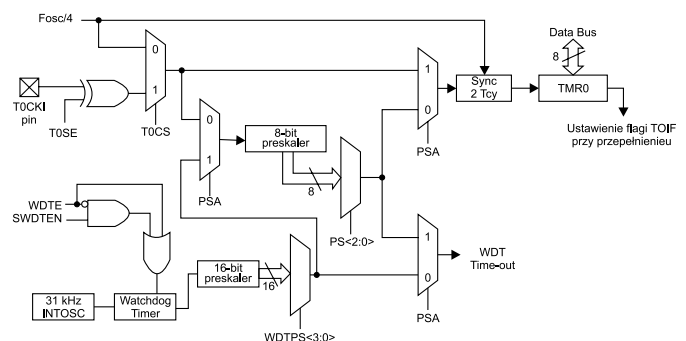 Fosc/4
Data Bus
8
0
1
T0CKI
pin
T0SE
T0CS
1
0
PSA
Sync
2 Tcy
TMR0
Ustawienie flagi TOIF
przy przepełnienieu
0
1
PSA
8-bit
preskaler
8
PS<2:0>
WDTE
SWDTEN
1
0
PSA
WDT
Time-out
31 kHz
INTOSC
Watchdog
Timer
16-bit
preskaler
16
WDTPS<3:0>